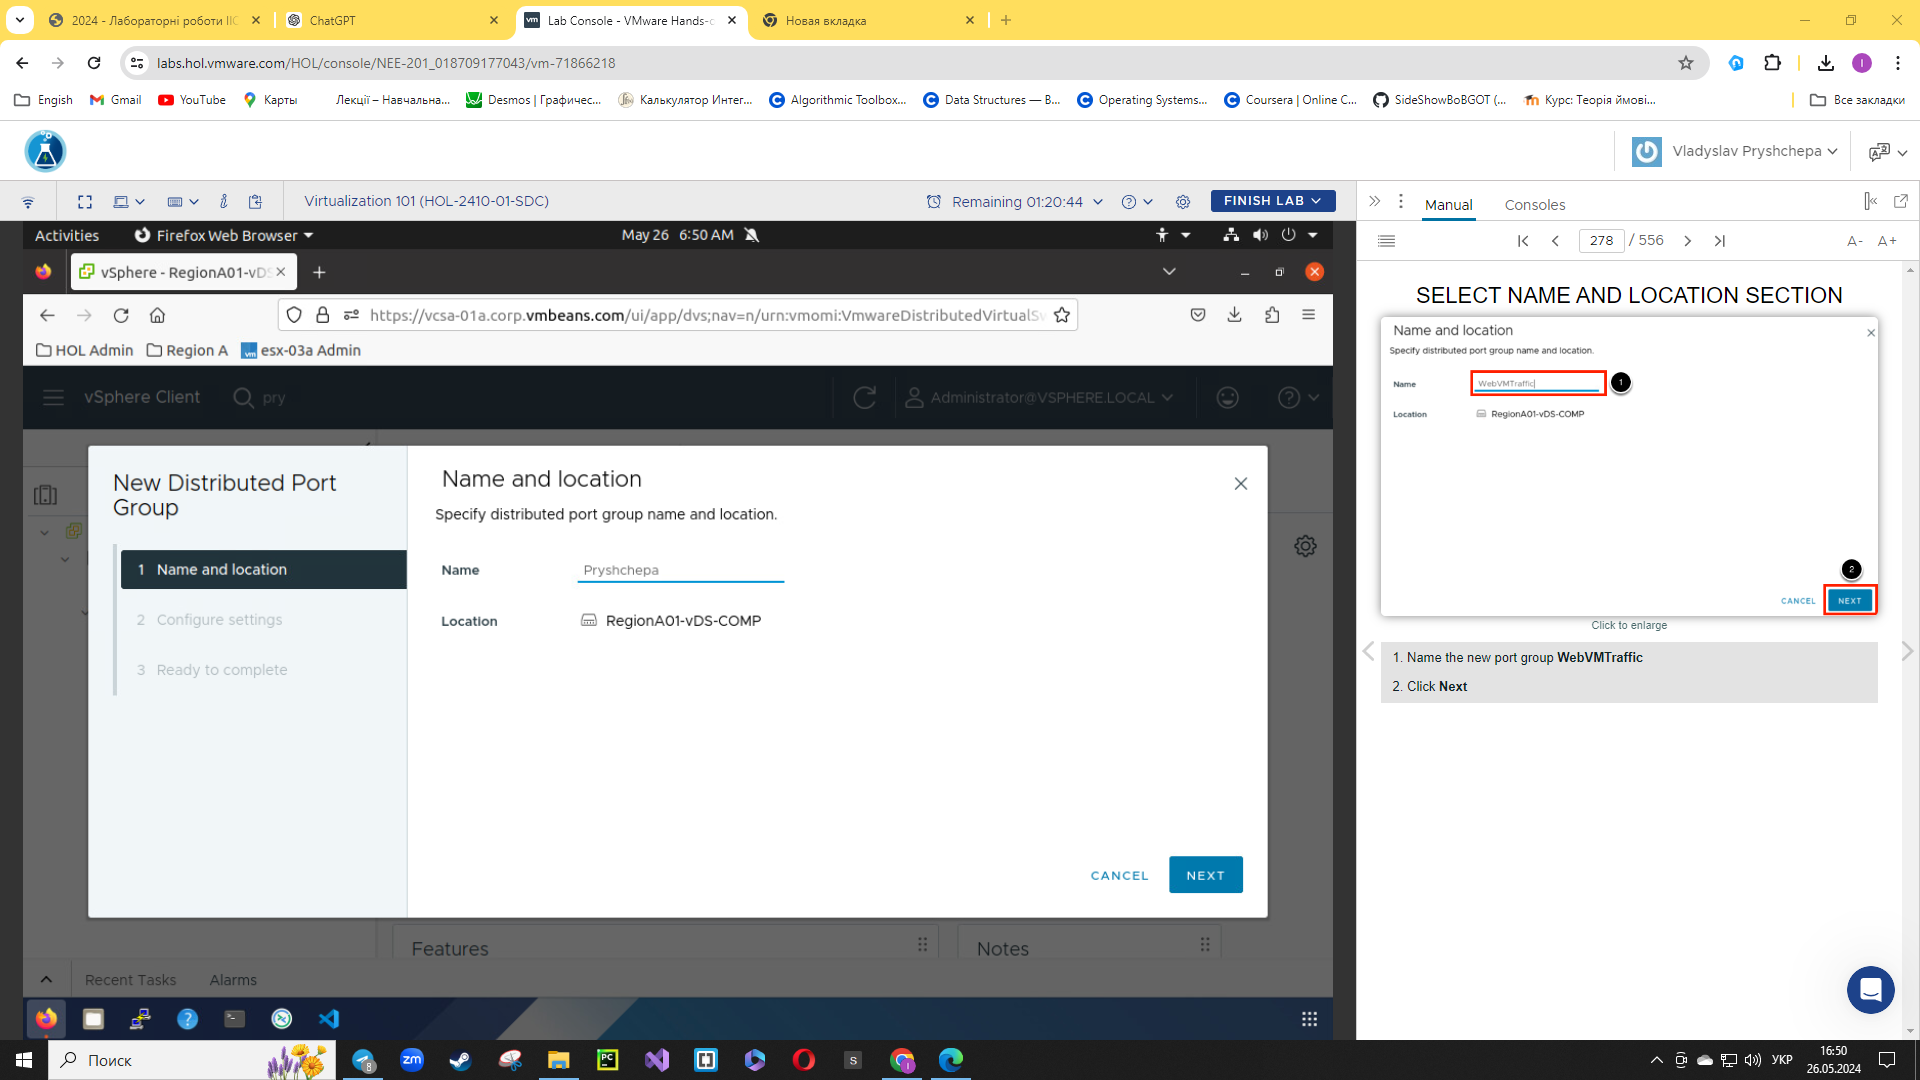 2024 - Лабораторні роботи ІІС
ChatGPT
Lab Console - VMware Hands-o
Новая вкладка
labs.hol.vmware.com/HOL/console/NEE-201_018709177043/vm-71866218
Engish
Gmail
YouTube
Карты
Лекції – Навчальна...
Desmos | Графичес...
Калькулятор Интег...
Algorithmic Toolbox...
Data Structures — В...
Operating Systems...
Coursera | Online C...
SideShowBoBGOT (...
Курс: Теорія ймові...
Все закладки
Vladyslav Pryshchepa
Virtualization 101 (HOL-2410-01-SDC)
Remaining 01:20:44
FINISH LAB
Manual
Consoles
278 / 556
A-
A+
Activities
Firefox Web Browser
May 26 6:50 AM
vSphere - RegionA01-vDS
https://vcsa-01a.corp.vmbeans.com/ui/app/dvs;nav=n/urn:vmomi:VmwareDistributedVirtualSw
HOL Admin
Region A
esx-03a Admin
vSphere Client
pry
Administrator@VSPHERE.LOCAL
New Distributed Port
Group
1 Name and location
2 Configure settings
3 Ready to complete
Name and location
Specify distributed port group name and location.
Name
Pryshchepa
Location
RegionA01-vDS-COMP
CANCEL
NEXT
Features
Notes
Recent Tasks
Alarms
SELECT NAME AND LOCATION SECTION
Name and location
Specify distributed port group name and location.
Name
WebVMTraffic
1
Location
RegionA01-vDS-COMP
2
CANCEL
NEXT
Click to enlarge
1. Name the new port group WebVMTraffic
2. Click Next
Поиск
УКР
16:50
26.05.2024